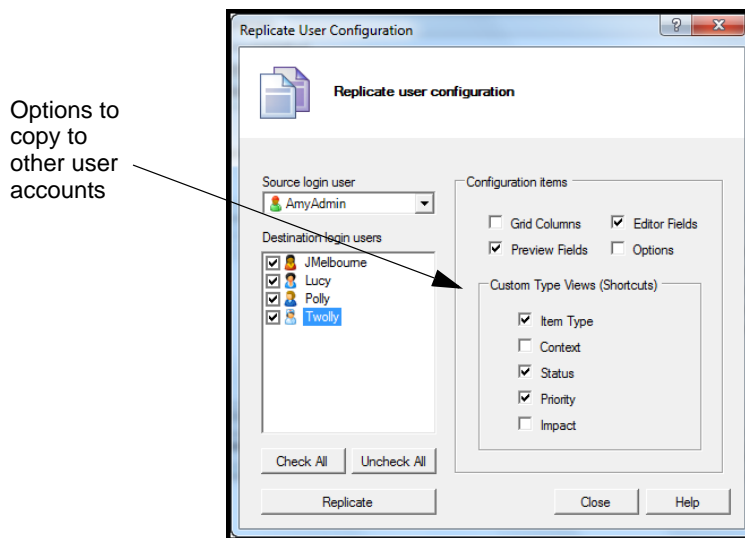 Replicate User Configuration
Replicate user configuration
Options to
copy to
other user
accounts
Source login user
AmyAdmin
Destination login users
JMelbourne
Lucy
Polly
Twolly
Check All
Uncheck All
Replicate
Configuration items
Grid Columns
Editor Fields
Preview Fields
Options
Custom Type Views (Shortcuts)
Item Type
Context
Status
Priority
Impact
Close
Help